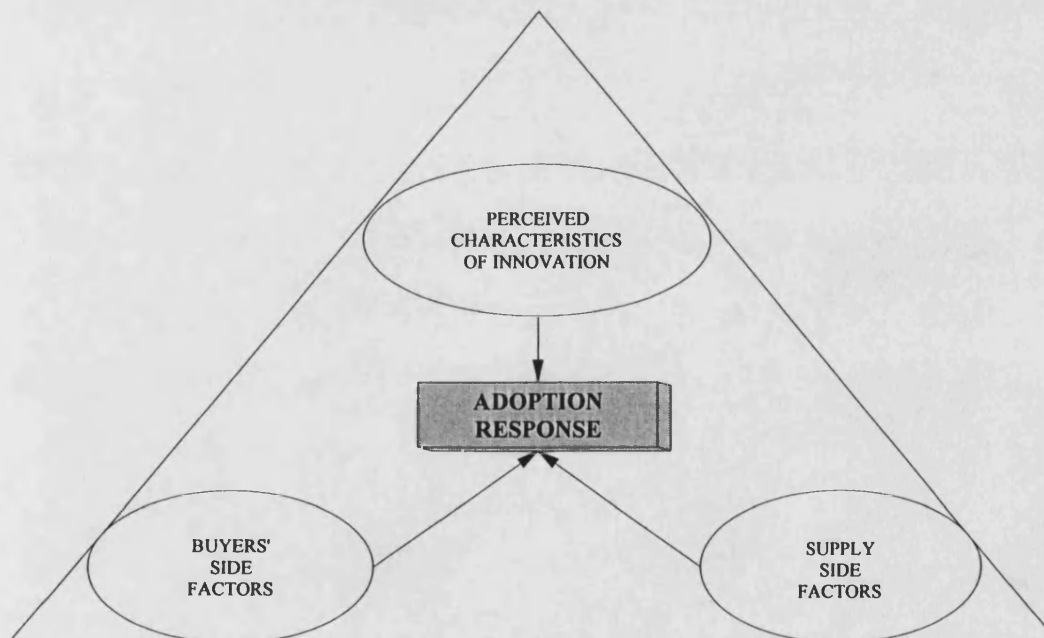 PERCEIVED
CHARACTERISTICS
OF INNOVATION
ADOPTION
RESPONSE
BUYERS'
SIDE
FACTORS
SUPPLY
SIDE
FACTORS